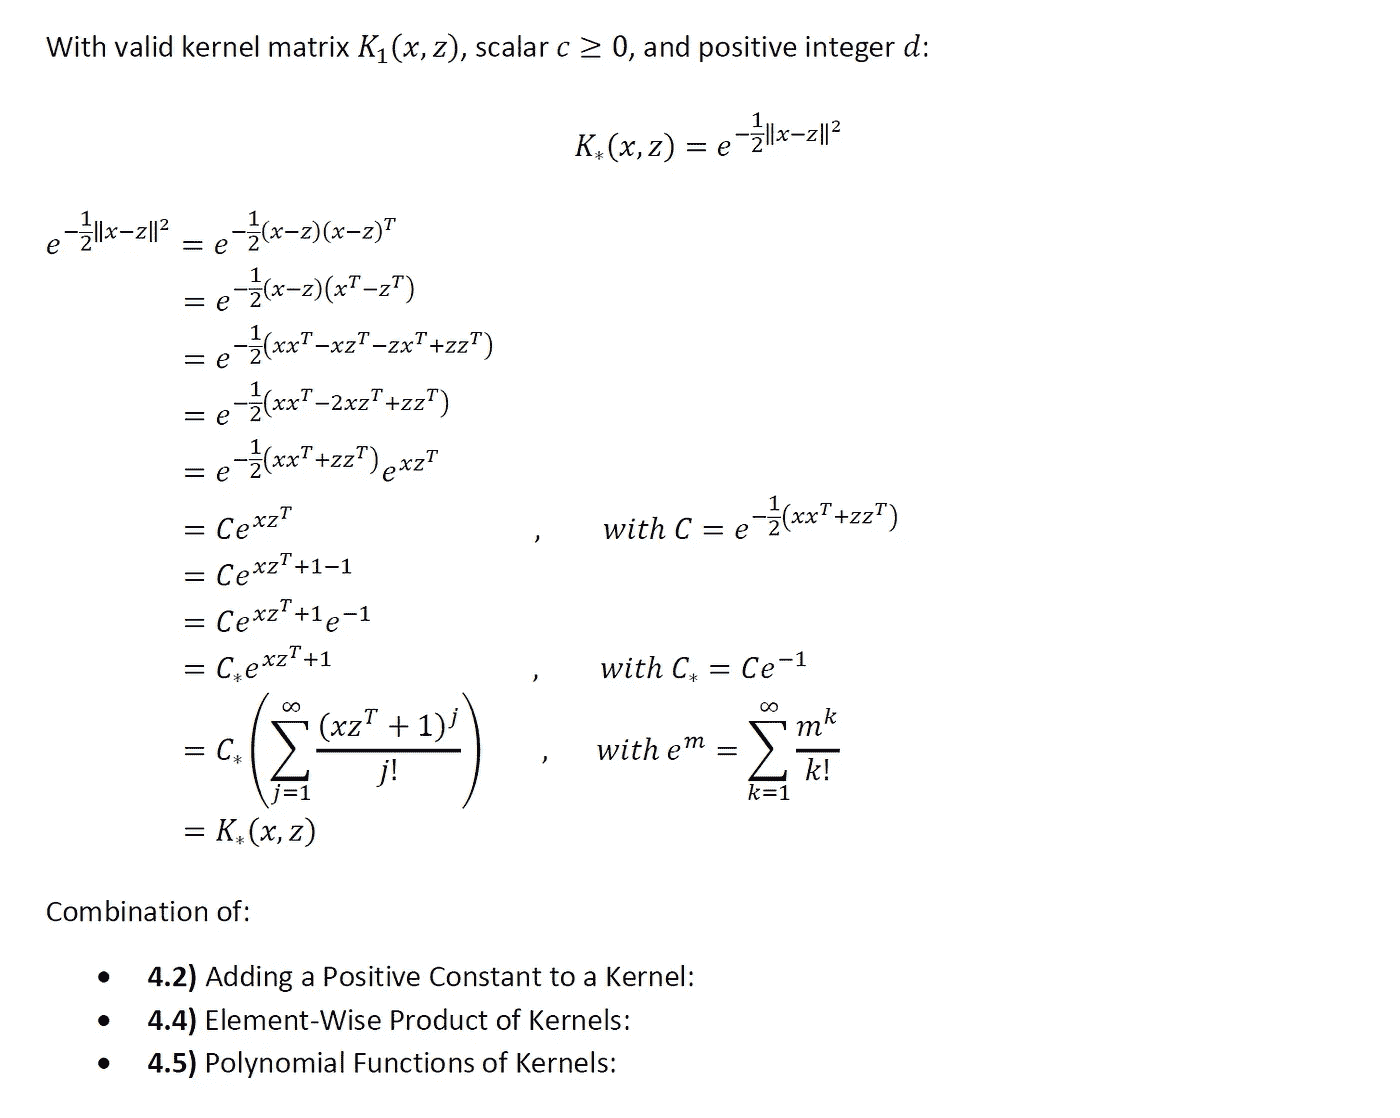 With valid kernel matrix K₁(x, z), scalar c ≥ 0, and positive integer d:
K_*(x, z) = e^{-\frac{1}{2}‖x−z‖²}
e^{-\frac{1}{2}‖x−z‖²} = e^{-\frac{1}{2}(x−z)(x−z)^T}
= e^{-\frac{1}{2}(x−z)(x^T−z^T)}
= e^{-\frac{1}{2}(xx^T−xz^T−zx^T+zz^T)}
= e^{-\frac{1}{2}(xx^T−2xz^T+zz^T)}
= e^{-\frac{1}{2}(xx^T+zz^T)} e^{xz^T}
= Ce^{xz^T} , with C = e^{-\frac{1}{2}(xx^T+zz^T)}
= Ce^{xz^T+1−1}
= Ce^{xz^T+1} e^{−1}
= C_* e^{xz^T+1} , with C_* = Ce^{−1}
= C_* \left( \sum_{j=1}^{∞} \frac{(xz^T + 1)^j}{j!} \right) , with e^m = \sum_{k=1}^{∞} \frac{m^k}{k!}
= K_*(x, z)
Combination of:
• 4.2) Adding a Positive Constant to a Kernel:
• 4.4) Element-Wise Product of Kernels:
• 4.5) Polynomial Functions of Kernels: